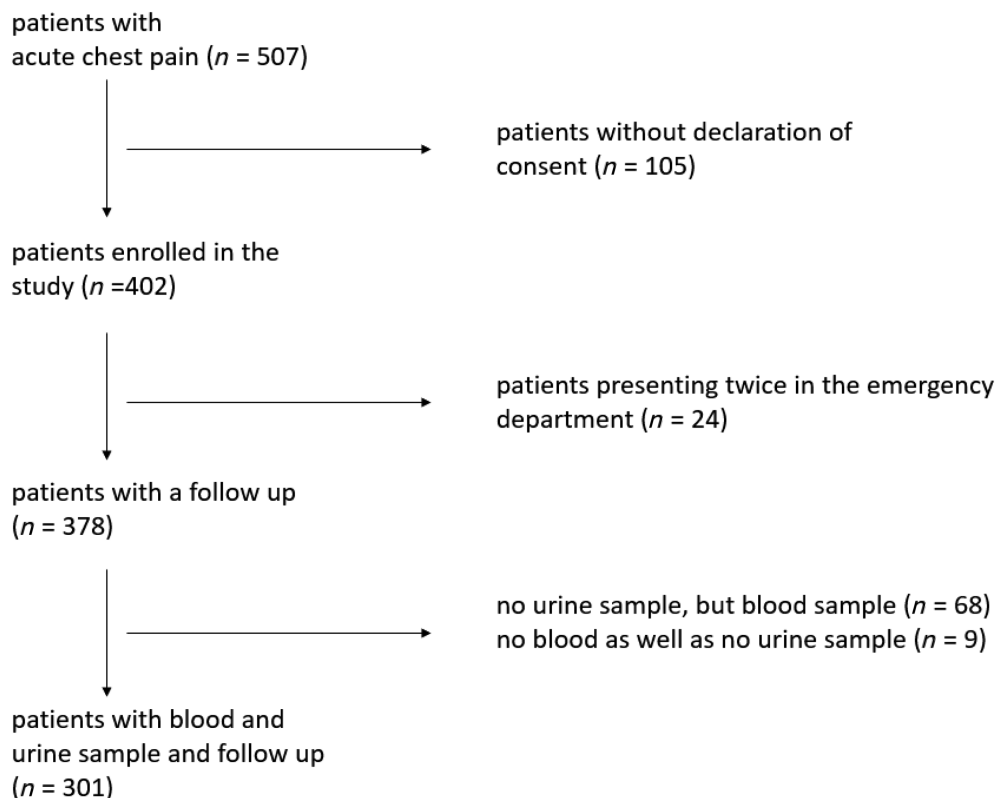 patients with
acute chest pain (n = 507)
patients without declaration of
consent (n = 105)
patients enrolled in the
study (n =402)
patients presenting twice in the emergency
department (n = 24)
patients with a follow up
(n = 378)
no urine sample, but blood sample (n = 68)
no blood as well as no urine sample (n = 9)
patients with blood and
urine sample and follow up
(n = 301)